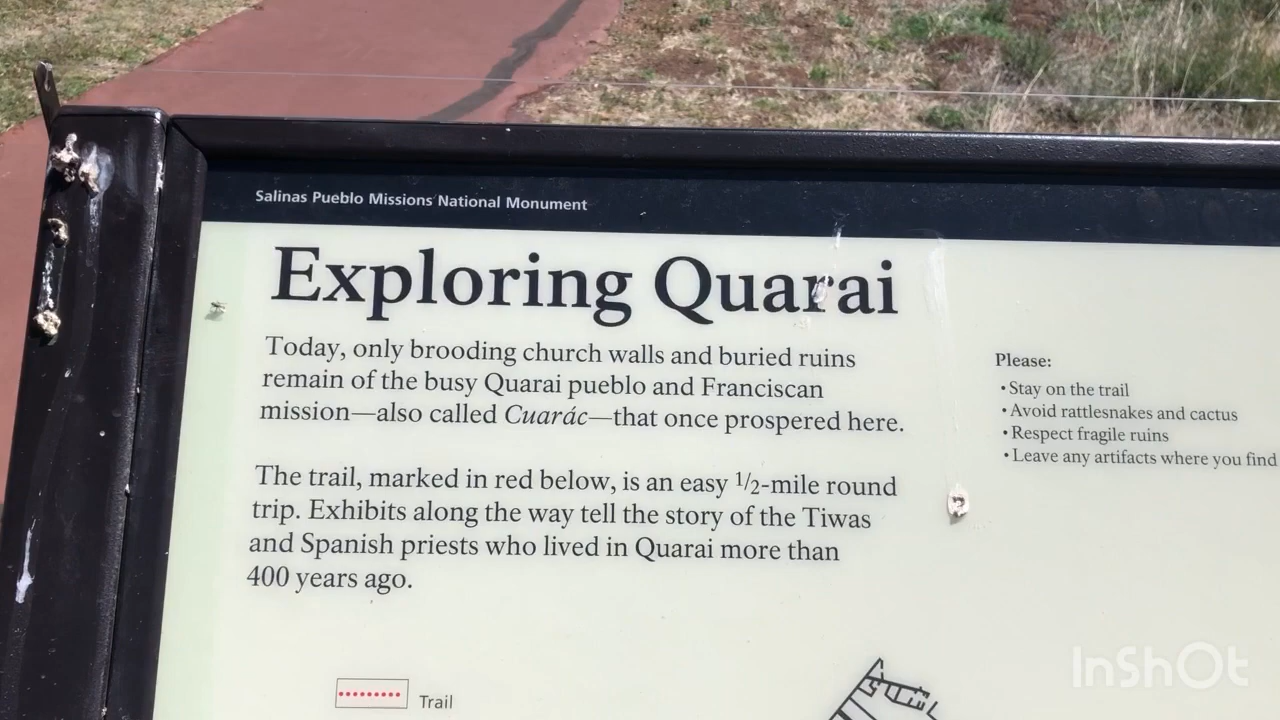 Salinas Pueblo Missions National Monument
Exploring Quarai
Today, only brooding church walls and buried ruins
remain of the busy Quarai pueblo and Franciscan
mission—also called Cuarác—that once prospered here.
The trail, marked in red below, is an easy 1/2-mile round
trip. Exhibits along the way tell the story of the Tiwas
and Spanish priests who lived in Quarai more than
400 years ago.
Please:
• Stay on the trail
• Avoid rattlesnakes and cactus
• Respect fragile ruins
• Leave any artifacts where you find
Trail
InShOt